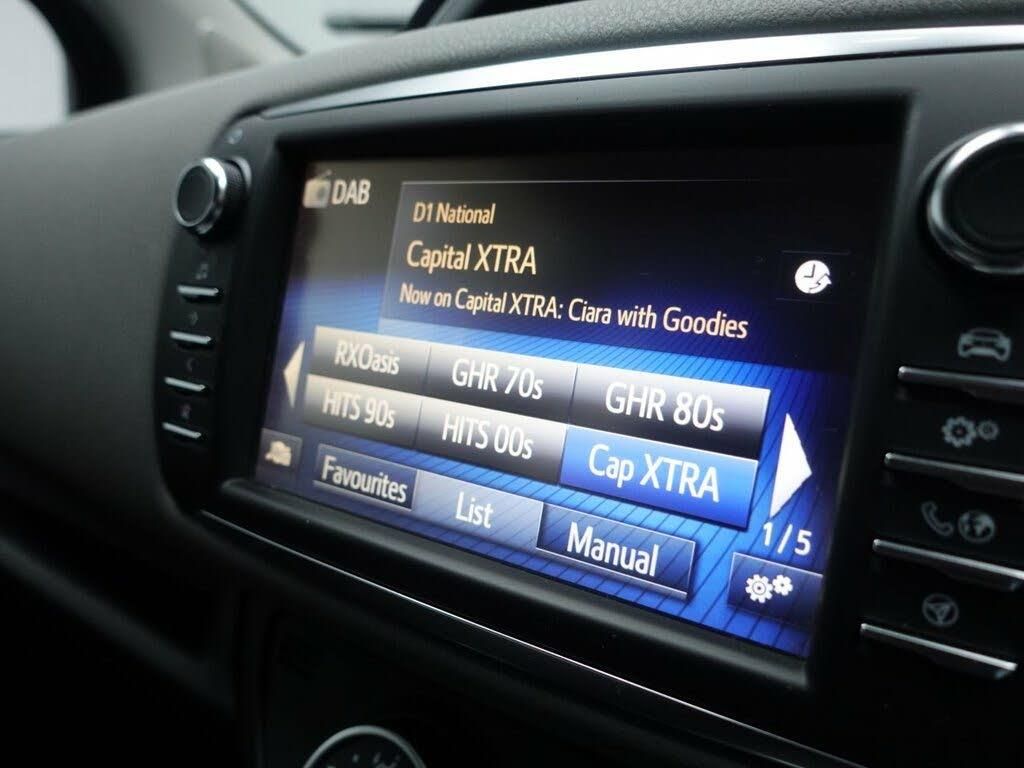 DAB
D1 National
Capital XTRA
Now on Capital XTRA: Ciara with Goodies
RXOasis GHR 70s GHR 80s
HITS 90s HITS 00s Cap XTRA
Favourites List Manual
1/5